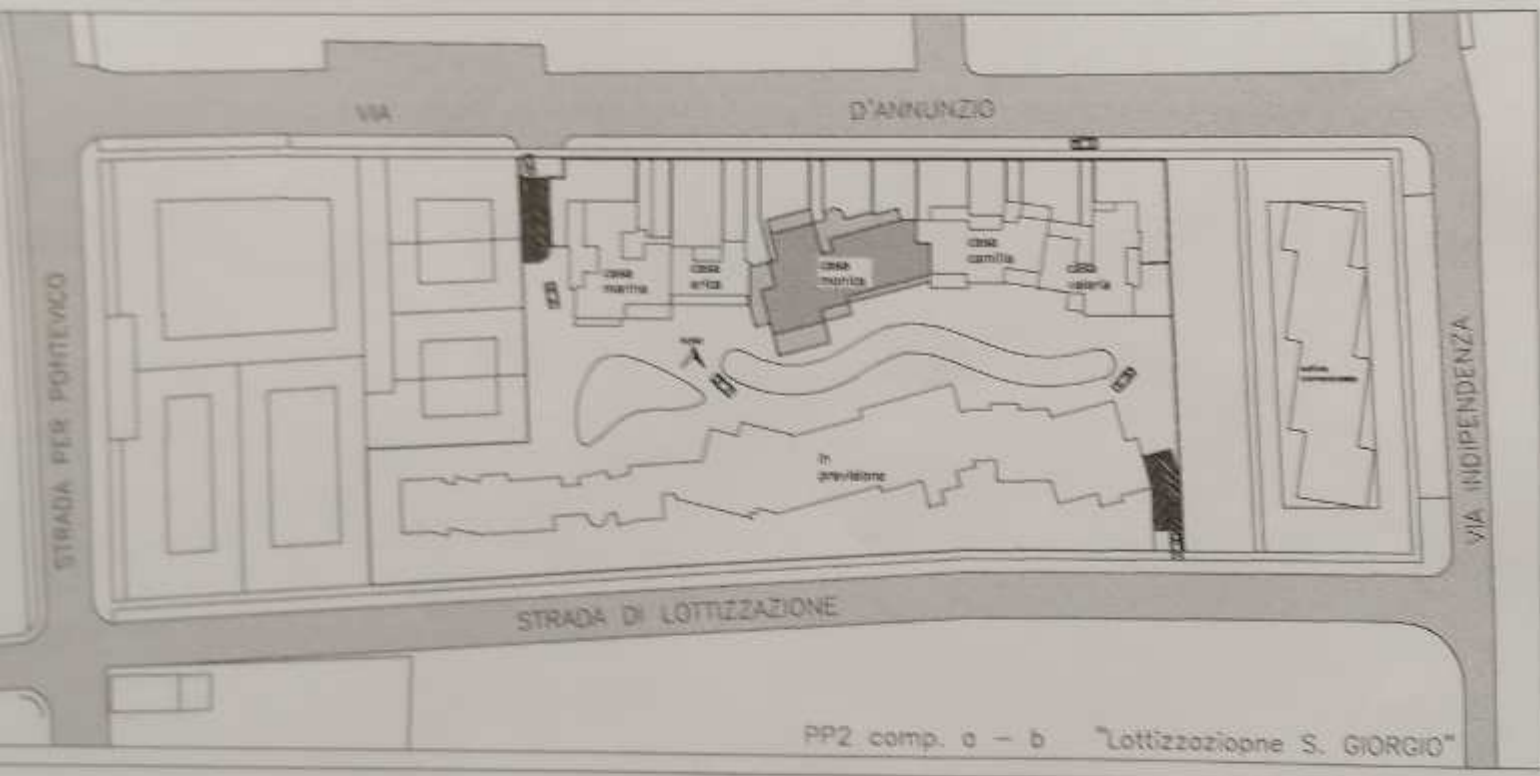 VIA D'ANNUNZIO
casa
marina
casa
erica
casa
monica
casa
camilla
casa
valeria
in
previsione
STRADA PER PONTEVICO
VIA INDIPENDENZA
STRADA DI LOTTIZZAZIONE
PP2 comp. a - b "Lottizzaziopne S. GIORGIO"